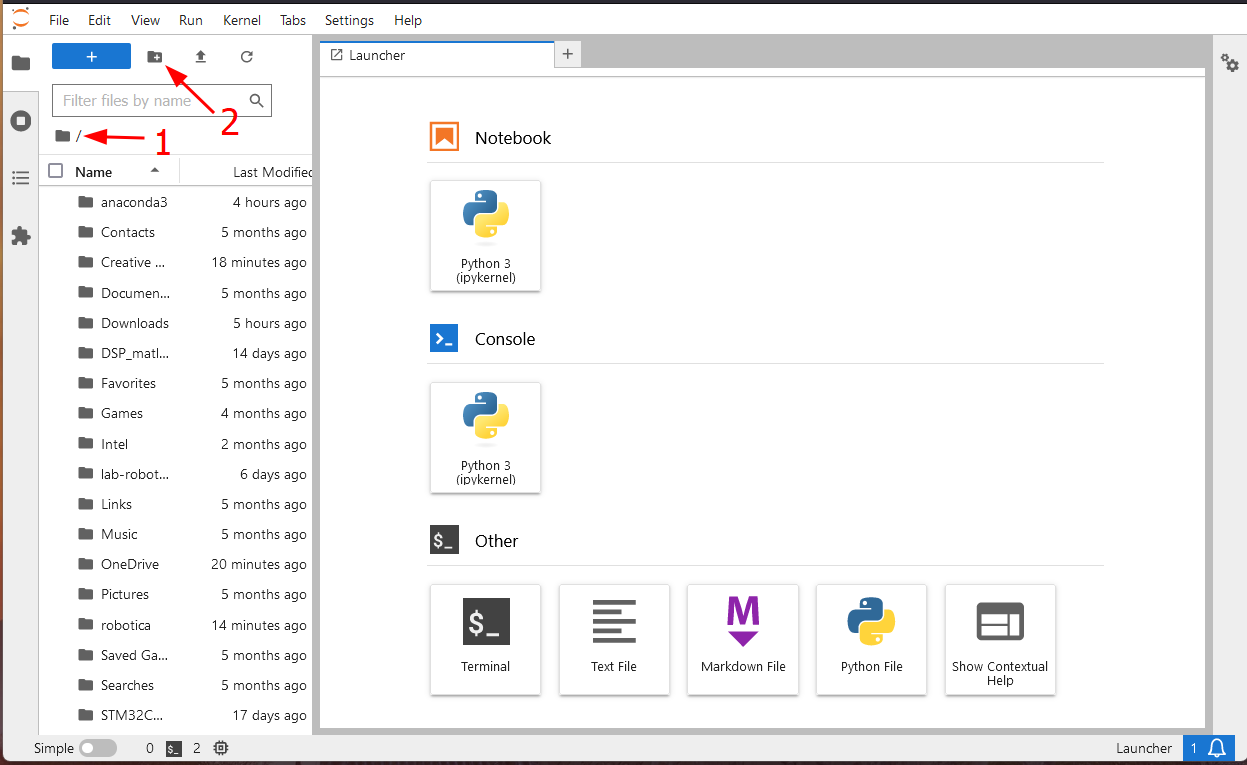 File Edit View Run Kernel Tabs Settings Help
+
Launcher
+
Filter files by name
2
/
1
Name Last Modified
anaconda3 4 hours ago
Contacts 5 months ago
Creative ... 18 minutes ago
Documen... 5 months ago
Downloads 5 hours ago
DSP_matl... 14 days ago
Favorites 5 months ago
Games 4 months ago
Intel 2 months ago
lab-robot... 6 days ago
Links 5 months ago
Music 5 months ago
OneDrive 20 minutes ago
Pictures 5 months ago
robotica 14 minutes ago
Saved Ga... 5 months ago
Searches 5 months ago
STM32C... 17 days ago
Notebook
Python 3
(ipykernel)
>_ Console
Python 3
(ipykernel)
$_ Other
$_
Terminal
Text File
M
Markdown File
Python File
Show Contextual
Help
Simple 0 $_ 2 Launcher 1